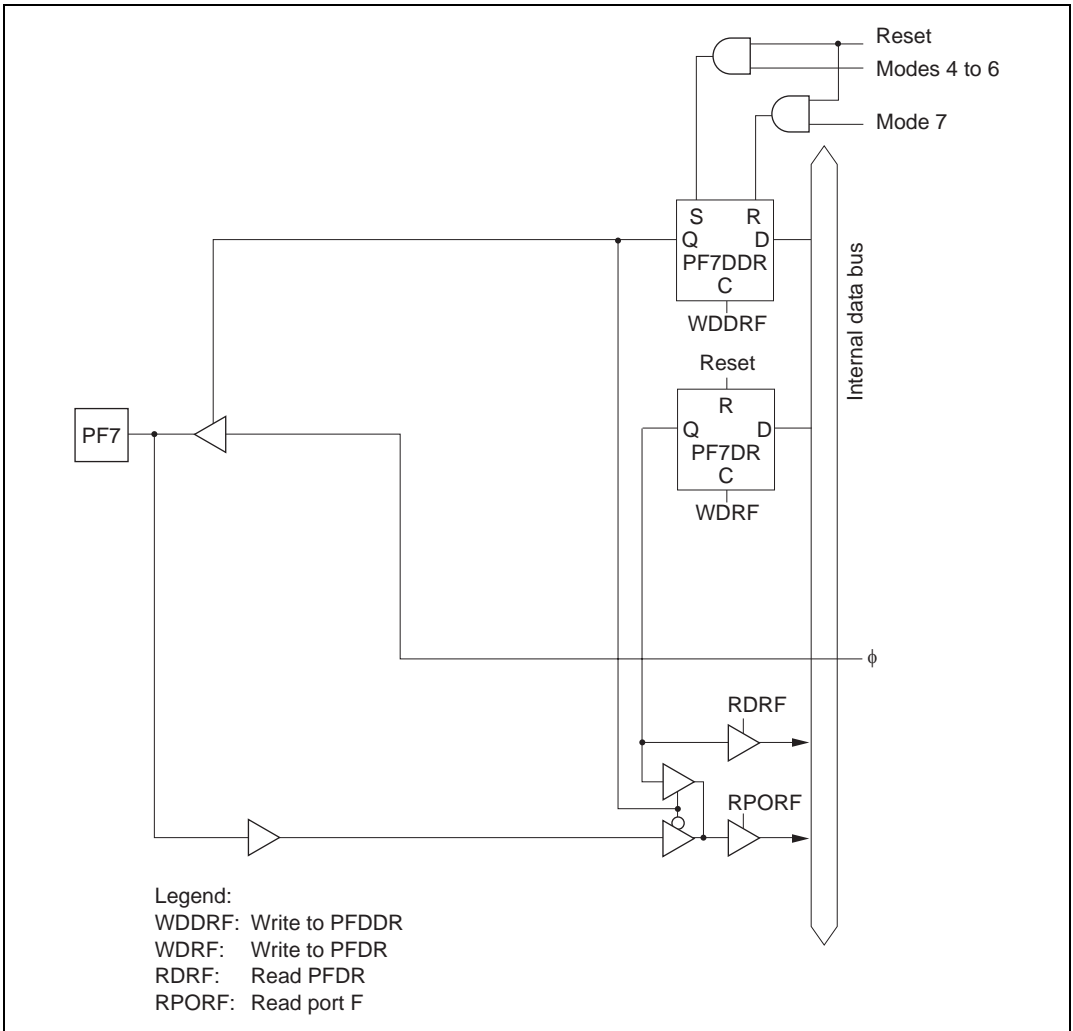 Reset
Modes 4 to 6
Mode 7
S R
Q D
PF7DDR
C
WDDRF
Internal data bus
Reset
R
PF7
Q D
PF7DR
C
WDRF
ϕ
RDRF
RPORF
Legend:
WDDRF: Write to PFDDR
WDRF: Write to PFDR
RDRF: Read PFDR
RPORF: Read port F